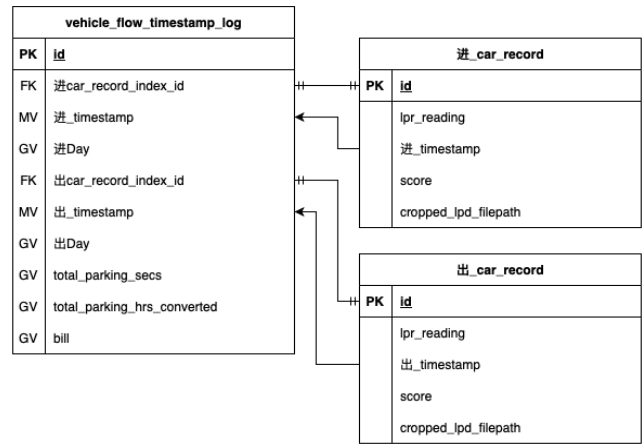 vehicle_flow_timestamp_log
PK id
FK 进car_record_index_id
MV 进_timestamp
GV 进Day
FK 出car_record_index_id
MV 出_timestamp
GV 出Day
GV total_parking_secs
GV total_parking_hrs_converted
GV bill
进_car_record
PK id
lpr_reading
进_timestamp
score
cropped_lpd_filepath
出_car_record
PK id
lpr_reading
出_timestamp
score
cropped_lpd_filepath